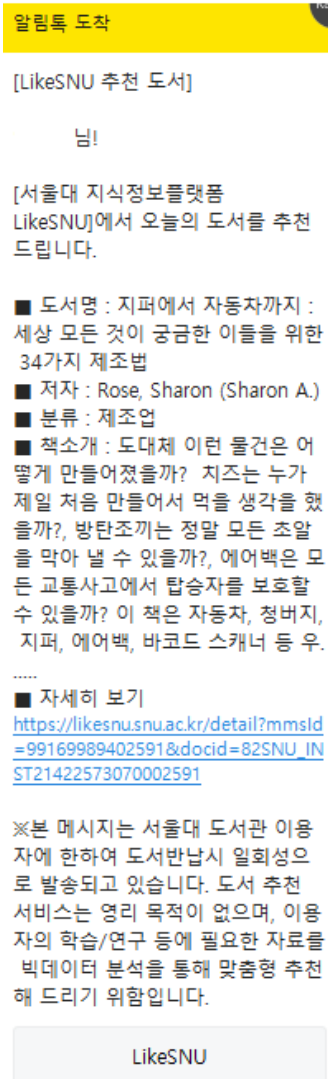 알림톡 도착
[LikeSNU 추천 도서]
님!
[서울대 지식정보플랫폼
LikeSNU]에서 오늘의 도서를 추천
드립니다.
■ 도서명 : 지퍼에서 자동차까지 :
세상 모든 것이 궁금한 이들을 위한
34가지 제조법
■ 저자 : Rose, Sharon (Sharon A.)
■ 분류 : 제조업
■ 책소개 : 도대체 이런 물건은 어
떻게 만들어졌을까? 치즈는 누가
제일 처음 만들어서 먹을 생각을 했
을까?, 방탄조끼는 정말 모든 초알
을 막아 낼 수 있을까?, 에어백은 모
든 교통사고에서 탑승자를 보호할
수 있을까? 이 책은 자동차, 청버지,
지퍼, 에어백, 바코드 스캐너 등 우.
.....
■ 자세히 보기
https://likesnu.snu.ac.kr/detail?mmsId
=99169989402591&docid=82SNU_IN
ST21422573070002591
※본 메시지는 서울대 도서관 이용
자에 한하여 도서반납시 일회성으
로 발송되고 있습니다. 도서 추천
서비스는 영리 목적이 없으며, 이용
자의 학습/연구 등에 필요한 자료를
빅데이터 분석을 통해 맞춤형 추천
해 드리기 위함입니다.
LikeSNU